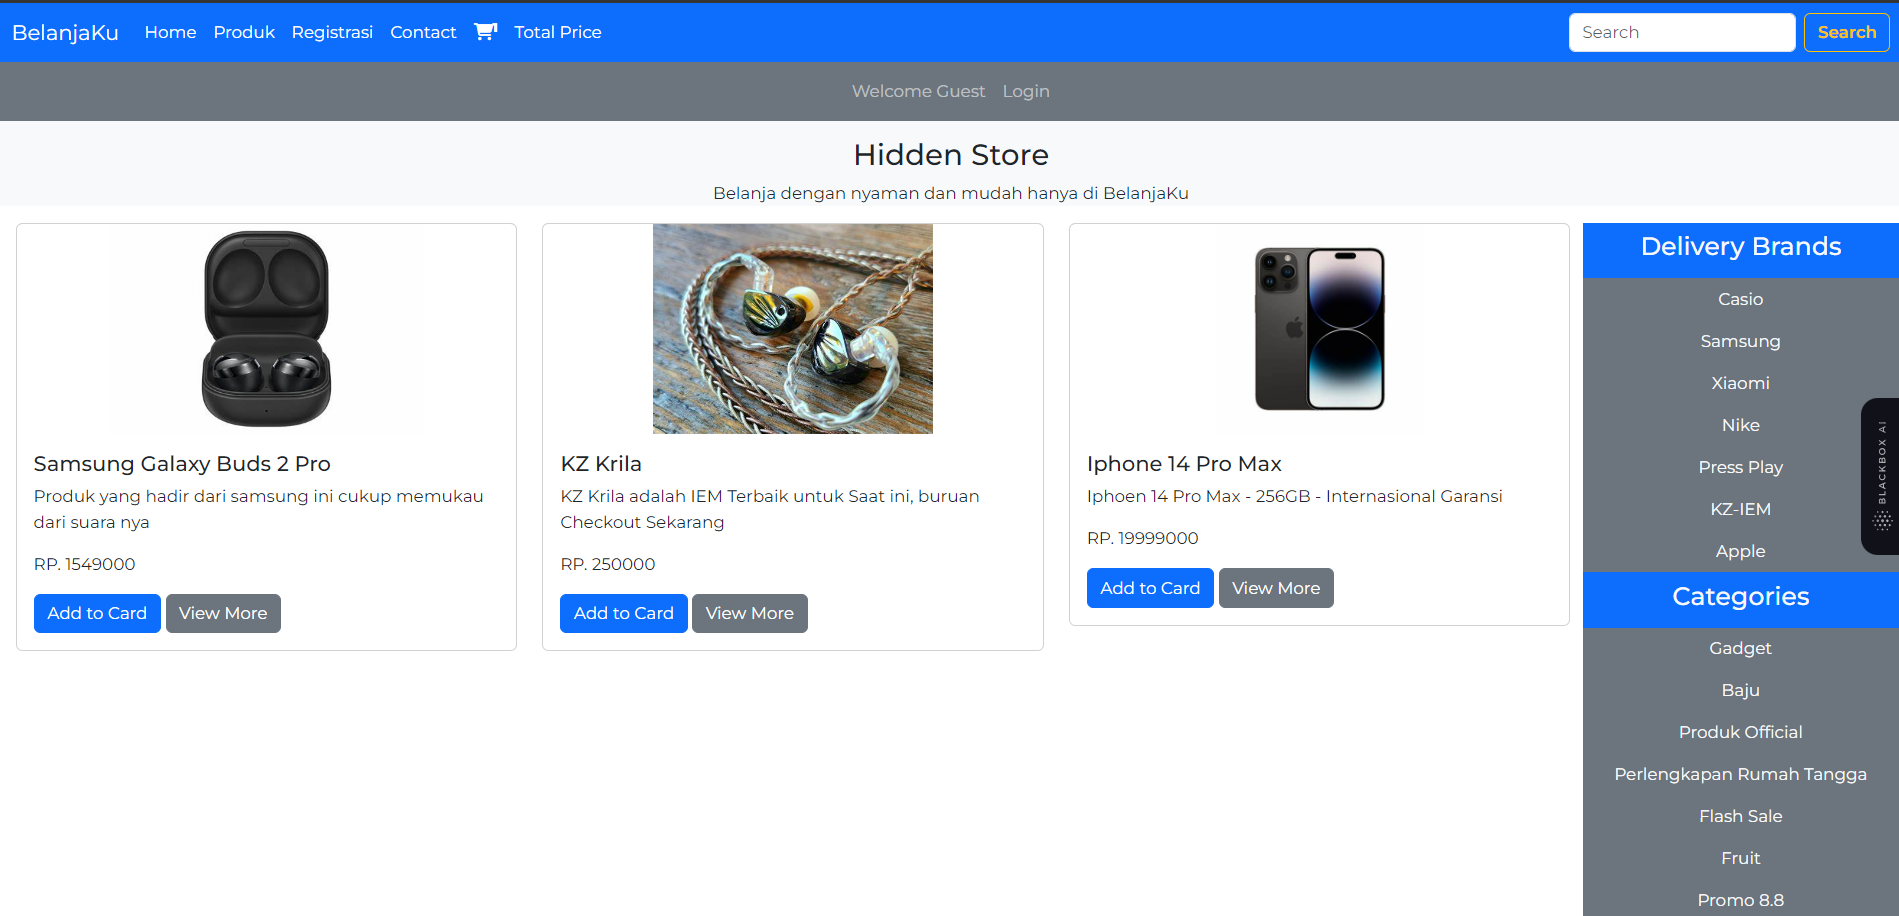 BelanjaKu Home Produk Registrasi Contact Total Price Search Search
Welcome Guest Login
Hidden Store
Belanja dengan nyaman dan mudah hanya di BelanjaKu
Samsung Galaxy Buds 2 Pro
Produk yang hadir dari samsung ini cukup memukau
dari suara nya
RP. 1549000
Add to Card View More
KZ Krila
KZ Krila adalah IEM Terbaik untuk Saat ini, buruan
Checkout Sekarang
RP. 250000
Add to Card View More
Iphone 14 Pro Max
Iphoen 14 Pro Max - 256GB - Internasional Garansi
RP. 19999000
Add to Card View More
Delivery Brands
Casio
Samsung
Xiaomi
Nike
Press Play
KZ-IEM
Apple
Categories
Gadget
Baju
Produk Official
Perlengkapan Rumah Tangga
Flash Sale
Fruit
Promo 8.8
BLACKBOX AI